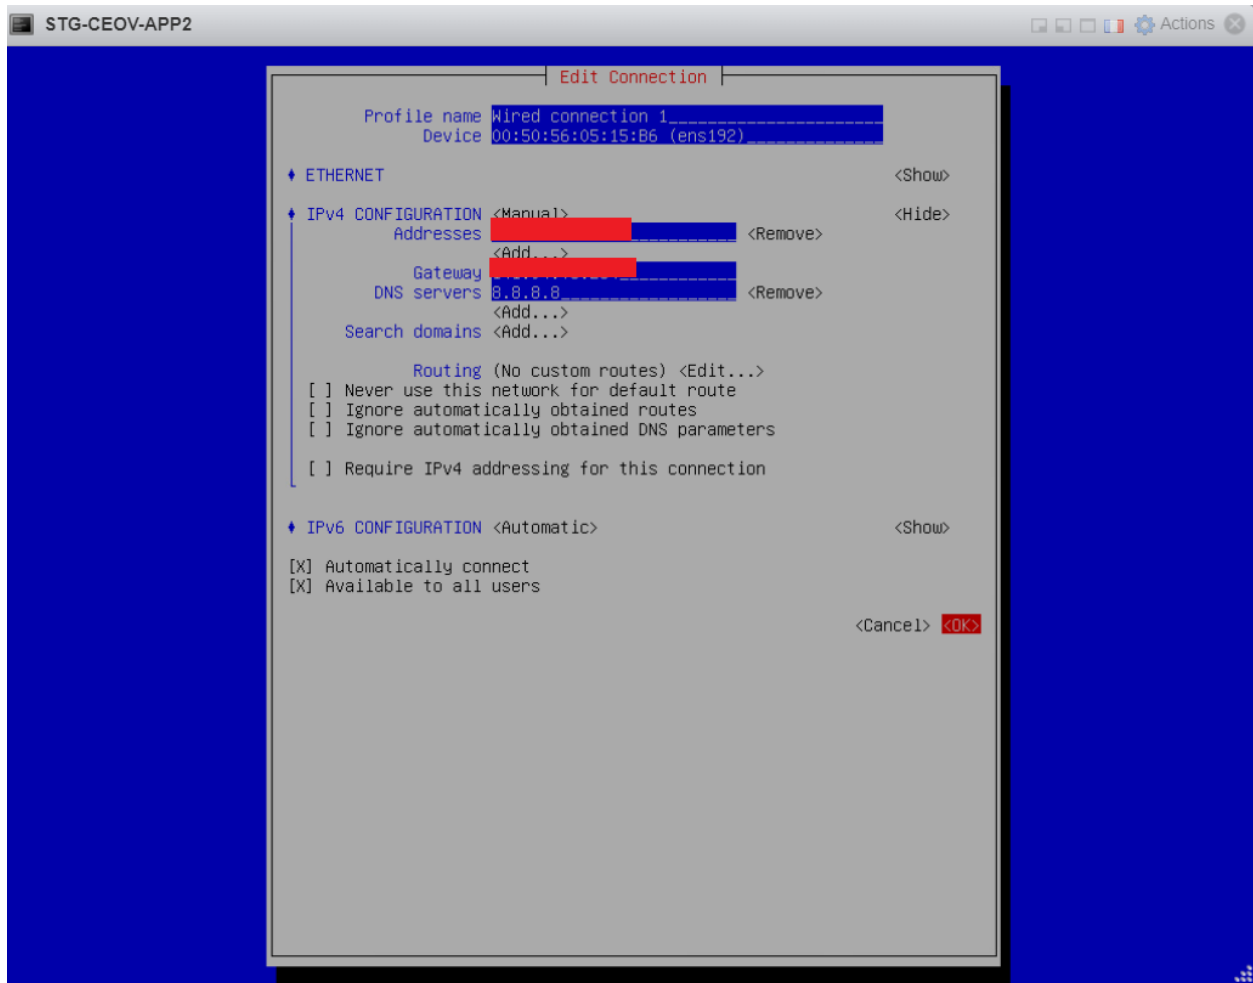 STG-CEOV-APP2 Actions
Edit Connection
Profile name Wired connection 1
Device 00:50:56:05:15:B6 (ens192)
ETHERNET <Show>
IPv4 CONFIGURATION <Manual> <Hide>
Addresses <Remove>
<Add...>
Gateway
DNS servers 8.8.8.8 <Remove>
<Add...>
Search domains <Add...>
Routing (No custom routes) <Edit...>
[ ] Never use this network for default route
[ ] Ignore automatically obtained routes
[ ] Ignore automatically obtained DNS parameters
[ ] Require IPv4 addressing for this connection
IPv6 CONFIGURATION <Automatic> <Show>
[X] Automatically connect
[X] Available to all users
<Cancel> <OK>